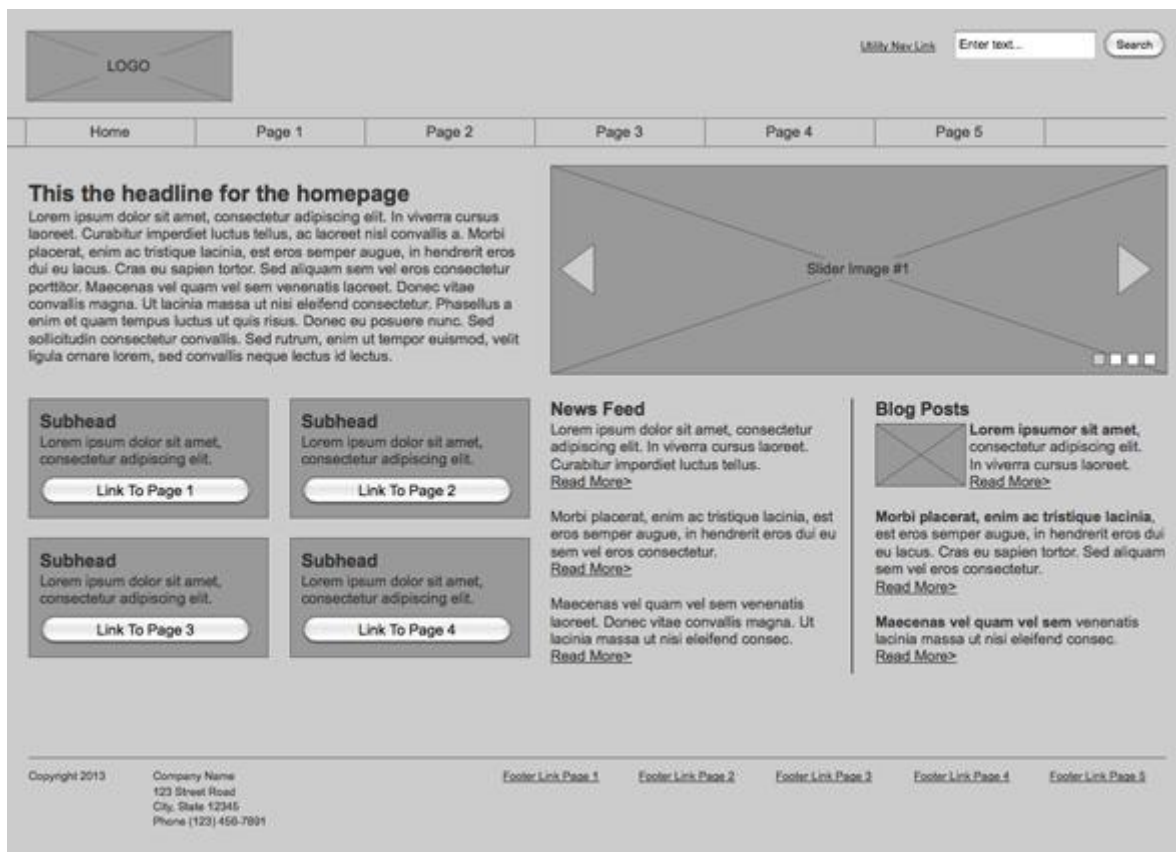 LOGO
Utility Nav Link
Enter text...
Search
Home
Page 1
Page 2
Page 3
Page 4
Page 5
This the headline for the homepage
Lorem ipsum dolor sit amet, consectetur adipiscing elit. In viverra cursus
laoreet. Curabitur imperdiet luctus tellus, ac laoreet nisl convallis a. Morbi
placerat, enim ac tristique lacinia, est eros semper augue, in hendrerit eros
dui eu lacus. Cras eu sapien tortor. Sed aliquam sem vel eros consectetur
porttitor. Maecenas vel quam vel sem venenatis laoreet. Donec vitae
convallis magna. Ut lacinia massa ut nisi eleifend consectetur. Phasellus a
enim et quam tempus luctus ut quis risus. Donec eu posuere nunc. Sed
sollicitudin consectetur convallis. Sed rutrum, enim ut tempor euismod, velit
ligula ornare lorem, sed convallis neque lectus id lectus.
Slider Image #1
Subhead
Lorem ipsum dolor sit amet,
consectetur adipiscing elit.
Link To Page 1
Subhead
Lorem ipsum dolor sit amet,
consectetur adipiscing elit.
Link To Page 2
Subhead
Lorem ipsum dolor sit amet,
consectetur adipiscing elit.
Link To Page 3
Subhead
Lorem ipsum dolor sit amet,
consectetur adipiscing elit.
Link To Page 4
News Feed
Lorem ipsum dolor sit amet, consectetur
adipiscing elit. In viverra cursus laoreet.
Curabitur imperdiet luctus tellus.
Read More>
Morbi placerat, enim ac tristique lacinia, est
eros semper augue, in hendrerit eros dui eu
sem vel eros consectetur.
Read More>
Maecenas vel quam vel sem venenatis
laoreet. Donec vitae convallis magna. Ut
lacinia massa ut nisi eleifend consec.
Read More>
Blog Posts
Lorem ipsumor sit amet,
consectetur adipiscing elit.
In viverra cursus laoreet.
Read More>
Morbi placerat, enim ac tristique lacinia,
est eros semper augue, in hendrerit eros dui
eu lacus. Cras eu sapien tortor. Sed aliquam
sem vel eros consectetur.
Read More>
Maecenas vel quam vel sem venenatis
lacinia massa ut nisi eleifend consec.
Read More>
Copyright 2013
Company Name
123 Street Road
City, State 12345
Phone (123) 456-7891
Footer Link Page 1
Footer Link Page 2
Footer Link Page 3
Footer Link Page 4
Footer Link Page 5